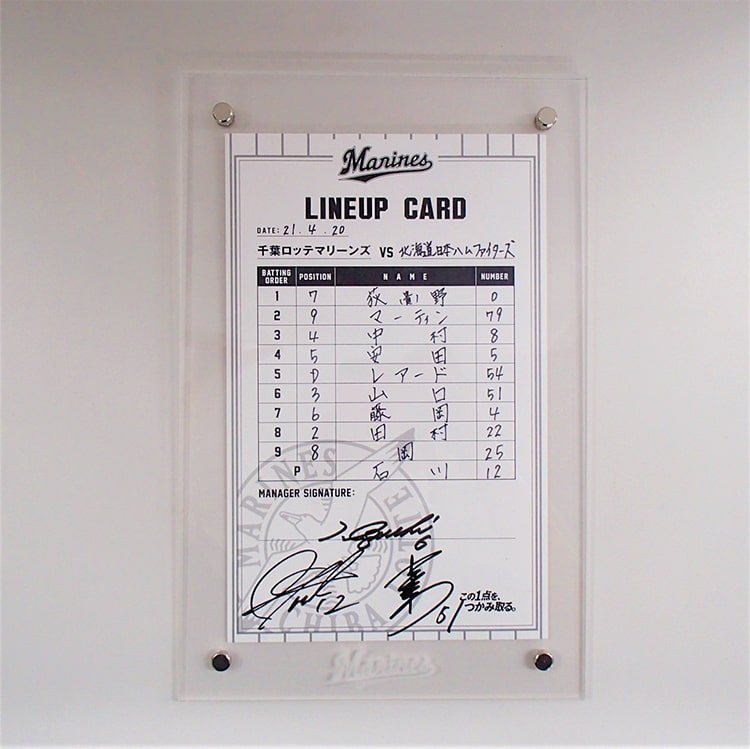 Marines
LINEUP CARD
DATE: 21.4.20
千葉ロッテマリーンズ VS 北海道日本ハムファイターズ
BATTING ORDER POSITION NAME NUMBER
1 7 荻野 0
2 9 マーティン 79
3 4 中村 8
4 5 安田 5
5 D レアード 54
6 3 山口 51
7 6 藤岡 4
8 2 田村 22
9 8 岡 25
P 石川 12
MANAGER SIGNATURE:
MARINES
CHIBA LOTTE
6
12
51
この1点を、
つかみ取る。
Marines